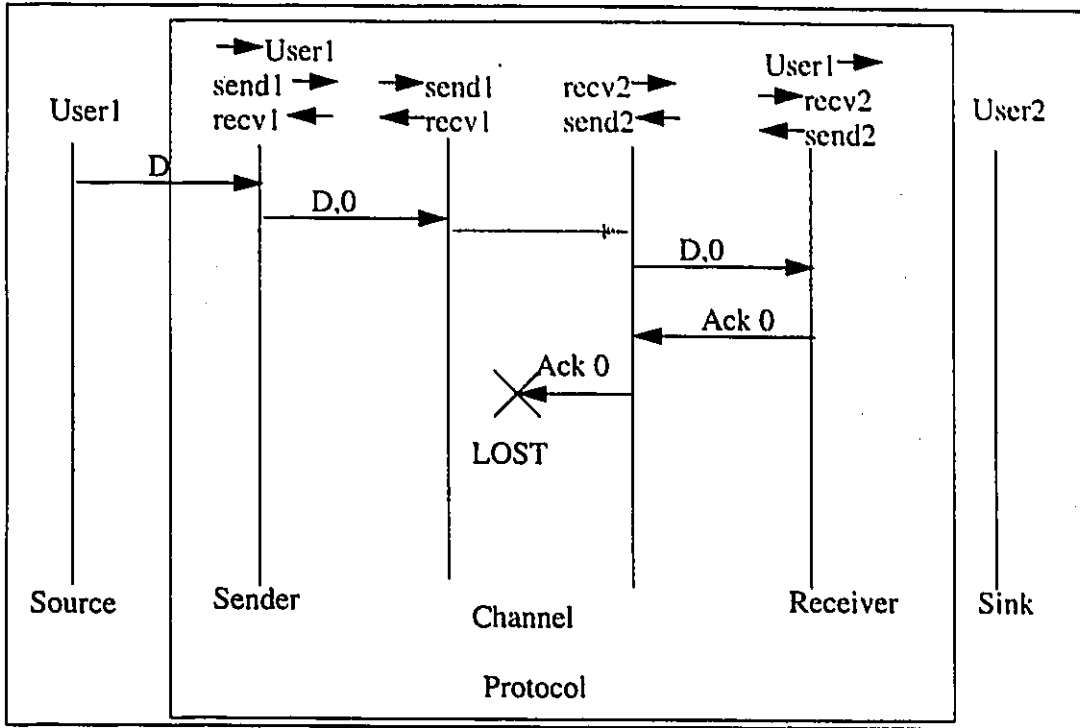 User1
send1
recv1
send1
recv1
recv2
send2
User1
recv2
send2
User1
User2
D
D,0
D,0
Ack 0
Ack 0
LOST
Source
Sender
Channel
Receiver
Sink
Protocol